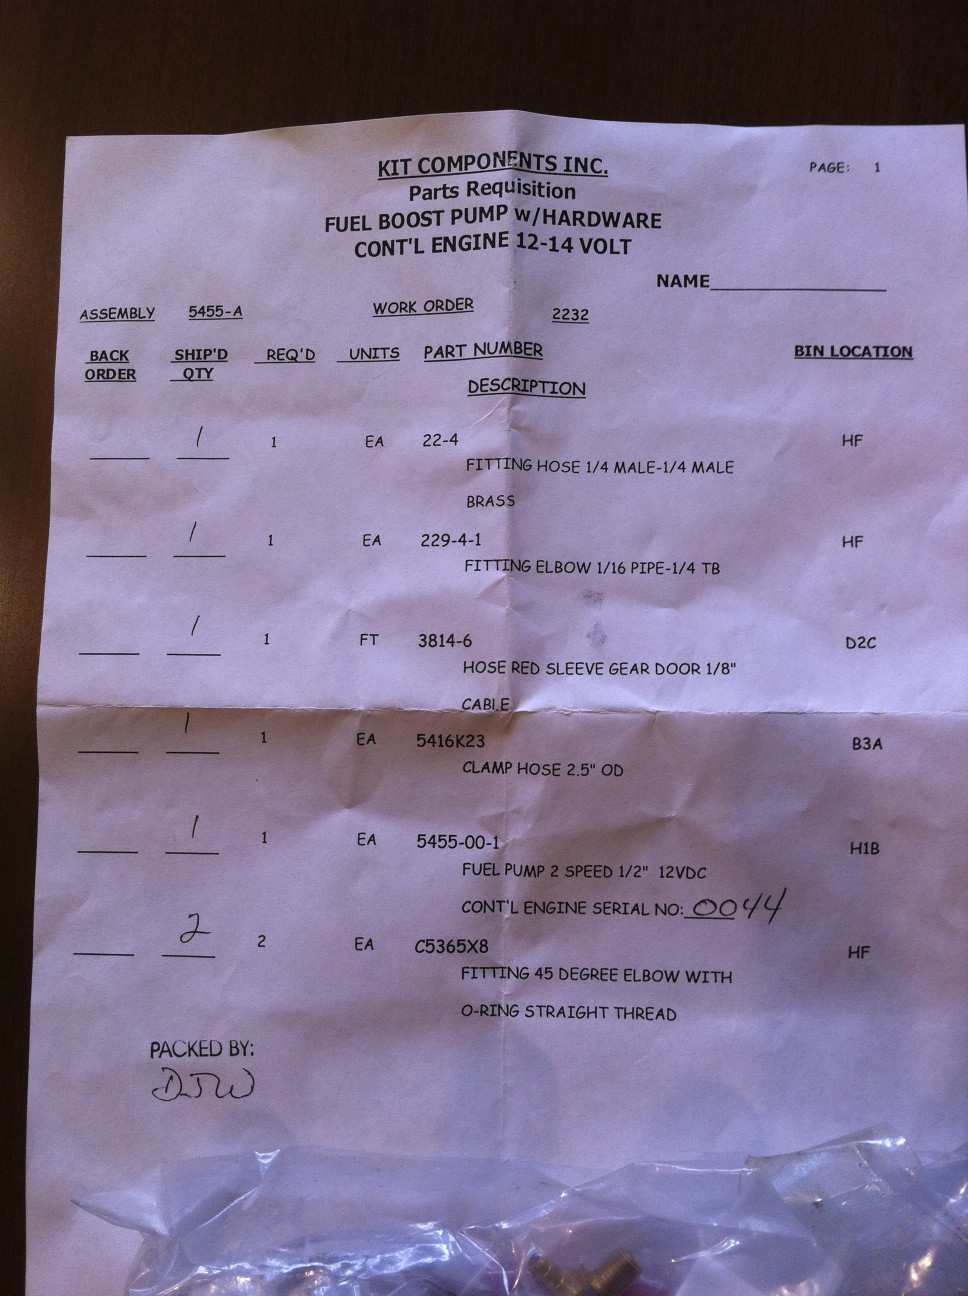 KIT COMPONENTS INC. PAGE: 1
Parts Requisition
FUEL BOOST PUMP w/HARDWARE
CONT'L ENGINE 12-14 VOLT
NAME
ASSEMBLY 5455-A WORK ORDER 2232
BACK ORDER SHIP'D QTY REQ'D UNITS PART NUMBER BIN LOCATION
DESCRIPTION
1 1 EA 22-4 HF
FITTING HOSE 1/4 MALE-1/4 MALE
BRASS
1 1 EA 229-4-1 HF
FITTING ELBOW 1/16 PIPE-1/4 TB
1 1 FT 3814-6 D2C
HOSE RED SLEEVE GEAR DOOR 1/8"
CABLE
1 1 EA 5416K23 B3A
CLAMP HOSE 2.5" OD
1 1 EA 5455-00-1 H1B
FUEL PUMP 2 SPEED 1/2" 12VDC
CONT'L ENGINE SERIAL NO: 0044
2 2 EA C5365X8 HF
FITTING 45 DEGREE ELBOW WITH
O-RING STRAIGHT THREAD
PACKED BY:
DJW